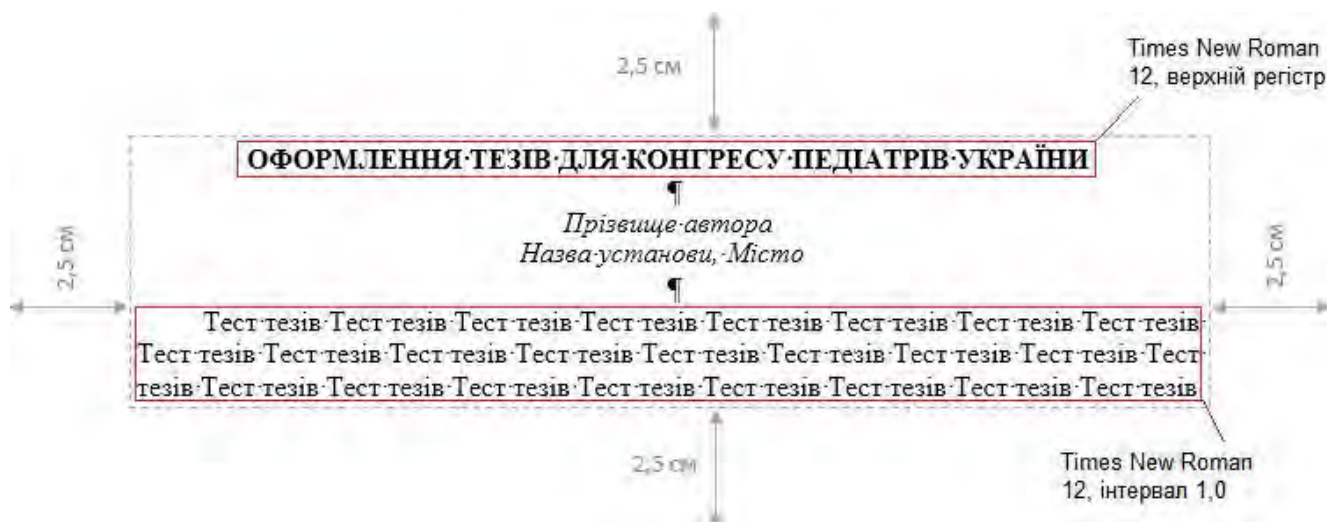 2,5 см
Times New Roman
12, верхній регістр
ОФОРМЛЕННЯ·ТЕЗІВ·ДЛЯ·КОНГРЕСУ·ПЕДІАТРІВ·УКРАЇНИ
¶
Прізвище·автора
Назва·установи,·Місто
¶
2,5 см
2,5 см
Тест·тезів·Тест·тезів·Тест·тезів·Тест·тезів·Тест·тезів·Тест·тезів·Тест·тезів·Тест·тезів·
Тест·тезів·Тест·тезів·Тест·тезів·Тест·тезів·Тест·тезів·Тест·тезів·Тест·тезів·Тест·тезів·Тест·
тезів·Тест·тезів·Тест·тезів·Тест·тезів·Тест·тезів·Тест·тезів·Тест·тезів·Тест·тезів·Тест·тезів
2,5 см
Times New Roman
12, інтервал 1,0